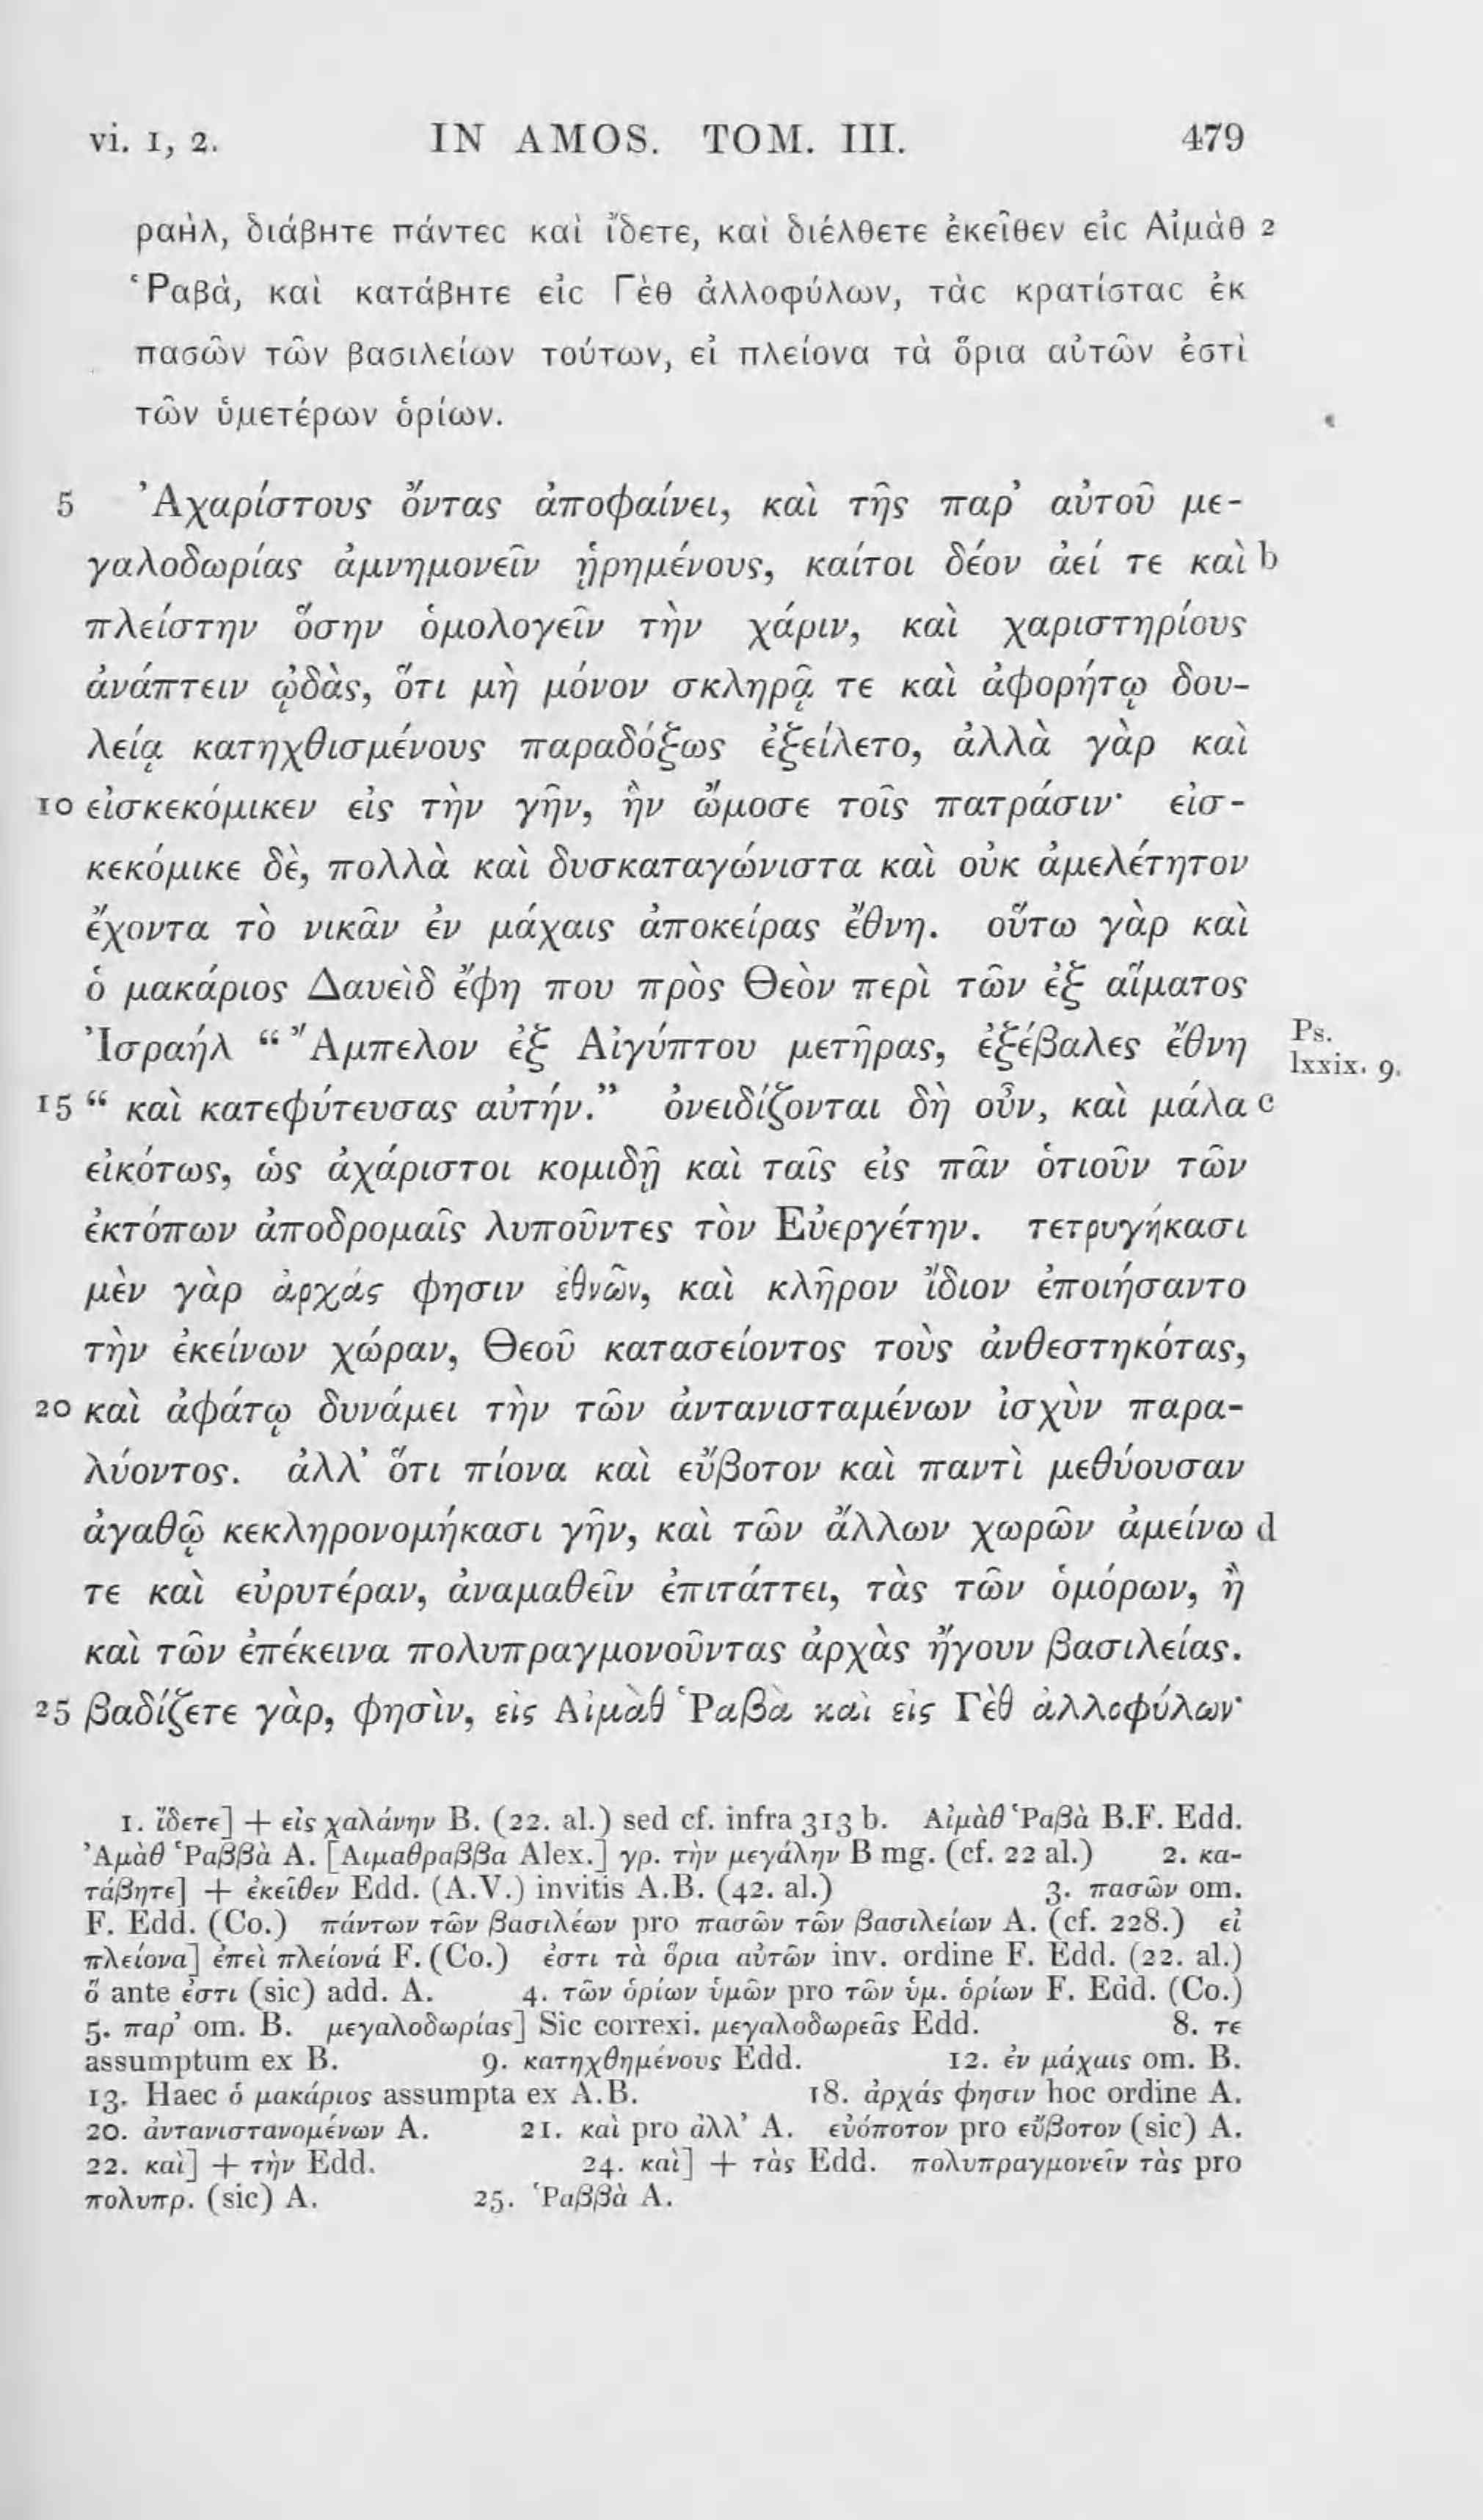 vi. 1, 2. IN AMOS. TOM. III. 479
ραὴλ, διάβητε πάντες καὶ ἴδετε, καὶ διέλθετε ἐκεῖθεν εἰς Αἰμὰθ 2
Ῥαβὰ, καὶ κατάβητε εἰς Γὲθ ἀλλοφύλων, τὰς κρατίστας ἐκ
πασῶν τῶν βασιλείων τούτων, εἰ πλείονα τὰ ὅρια αὐτῶν ἐστὶ
τῶν ὑμετέρων ὁρίων.
5 Ἀχαρίστους ὄντας ἀποφαίνει, καὶ τῆς παρ’ αὐτοῦ με-
γαλοδωρίας ἀμνημονεῖν ᾑρημένους, καίτοι δέον ἀεί τε καὶ b
πλείστην ὅσην ὁμολογεῖν τὴν χάριν, καὶ χαριστηρίους
ἀνάπτειν ᾠδὰς, ὅτι μὴ μόνον σκληρᾷ τε καὶ ἀφορήτῳ δου-
λείᾳ κατηχθισμένους παραδόξως ἐξείλετο, ἀλλὰ γὰρ καὶ
10 εἰσκεκόμικεν εἰς τὴν γῆν, ἣν ὤμοσε τοῖς πατράσιν· εἰσ-
κεκόμικε δὲ, πολλὰ καὶ δυσκαταγώνιστα καὶ οὐκ ἀμελέτητον
ἔχοντα τὸ νικᾶν ἐν μάχαις ἀποκείρας ἔθνη. οὕτω γὰρ καὶ
ὁ μακάριος Δαυεὶδ ἔφη που πρὸς Θεὸν περὶ τῶν ἐξ αἵματος
Ἰσραήλ “ Ἄμπελον ἐξ Αἰγύπτου μετῆρας, ἐξέβαλες ἔθνη Ps. lxxix. 9.
15 “ καὶ κατεφύτευσας αὐτήν.” ὀνειδίζονται δὴ οὖν, καὶ μάλα c
εἰκότως, ὡς ἀχάριστοι κομιδῇ καὶ ταῖς εἰς πᾶν ὁτιοῦν τῶν
ἐκτόπων ἀποδρομαῖς λυποῦντες τὸν Εὐεργέτην. τετρυγήκασι
μὲν γὰρ ἀρχάς φησιν ἐθνῶν, καὶ κλῆρον ἴδιον ἐποιήσαντο
τὴν ἐκείνων χώραν, Θεοῦ κατασείοντος τοὺς ἀνθεστηκότας,
20 καὶ ἀφάτῳ δυνάμει τὴν τῶν ἀντανισταμένων ἰσχὺν παρα-
λύοντος. ἀλλ’ ὅτι πίονα καὶ εὔβοτον καὶ παντὶ μεθύουσαν
ἀγαθῷ κεκληρονομήκασι γῆν, καὶ τῶν ἄλλων χωρῶν ἀμείνω d
τε καὶ εὐρυτέραν, ἀναμαθεῖν ἐπιτάττει, τὰς τῶν ὁμόρων, ἢ
καὶ τῶν ἐπέκεινα πολυπραγμονοῦντας ἀρχὰς ἤγουν βασιλείας.
25 βαδίζετε γὰρ, φησὶν, εἰς Αἰμὰθ Ῥαβὰ καὶ εἰς Γὲθ ἀλλοφύλων·
1. ἴδετε] + εἰς χαλάνην B. (22. al.) sed cf. infra 313 b. Αἰμὰθ Ῥαβὰ B.F. Edd.
Ἀμὰθ Ῥαββὰ A. [Αιμαθραββα Alex.] γρ. τὴν μεγάλην B mg. (cf. 22 al.) 2. κα-
τάβητε] + ἐκεῖθεν Edd. (A.V.) invitis A.B. (42. al.) 3. πασῶν om.
F. Edd. (Co.) πάντων τῶν βασιλέων pro πασῶν τῶν βασιλείων A. (cf. 228.) εἰ
πλείονα] ἐπεὶ πλείονά F. (Co.) ἐστι τὰ ὅρια αὐτῶν inv. ordine F. Edd. (22. al.)
ὅ ante ἐστι (sic) add. A. 4. τῶν ὁρίων ὑμῶν pro τῶν ὑμ. ὁρίων F. Edd. (Co.)
5. παρ’ om. B. μεγαλοδωρίας] Sic correxi. μεγαλοδωρεᾶς Edd. 8. τε
assumptum ex B. 9. κατηχθημένους Edd. 12. ἐν μάχαις om. B.
13. Haec ὁ μακάριος assumpta ex A.B. 18. ἀρχάς φησιν hoc ordine A.
20. ἀντανιστανομένων A. 21. καὶ pro ἀλλ’ A. εὐόποτον pro εὔβοτον (sic) A.
22. καὶ] + τὴν Edd. 24. καὶ] + τὰς Edd. πολυπραγμονεῖν τὰς pro
πολυπρ. (sic) A. 25. Ῥαββὰ A.